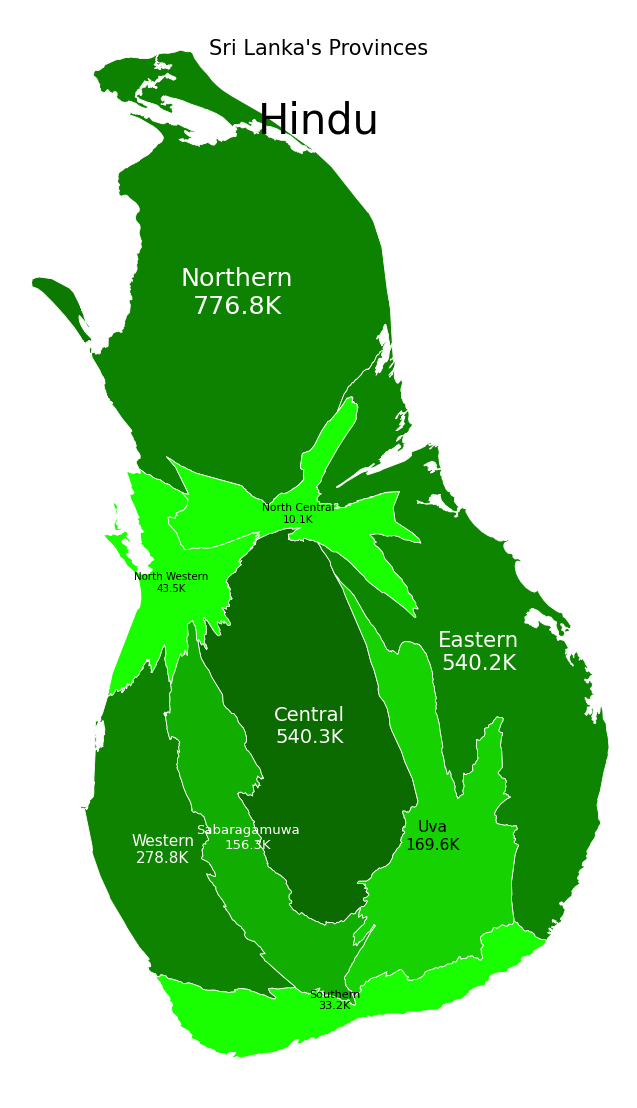 Sri Lanka's Provinces
Hindu
Northern
776.8K
North Central
10.1K
North Western
43.5K
Eastern
540.2K
Central
540.3K
Western
278.8K
Sabaragamuwa
156.3K
Uva
169.6K
Southern
33.2K